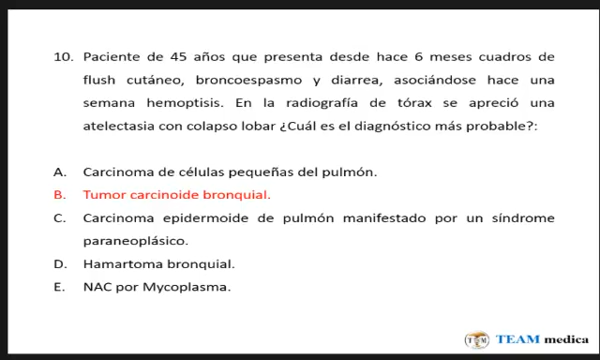 10. Paciente de 45 años que presenta desde hace 6 meses cuadros de
flush cutáneo, broncoespasmo y diarrea, asociándose hace una
semana hemoptisis. En la radiografía de tórax se apreció una
atelectasia con colapso lobar ¿Cuál es el diagnóstico más probable?:
A. Carcinoma de células pequeñas del pulmón.
B. Tumor carcinoide bronquial.
C. Carcinoma epidermoide de pulmón manifestado por un síndrome
paraneoplásico.
D. Hamartoma bronquial.
E. NAC por Mycoplasma.
TEAM medica